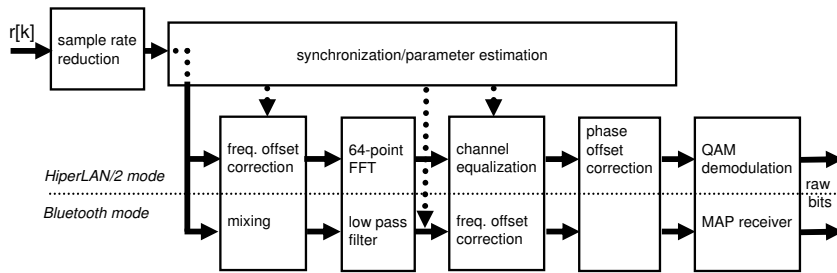 r[k]
sample rate
reduction
synchronization/parameter estimation
freq. offset
correction
64-point
FFT
channel
equalization
phase
offset
correction
QAM
demodulation
HiperLAN/2 mode
raw
bits
Bluetooth mode
mixing
low pass
filter
freq. offset
correction
MAP receiver